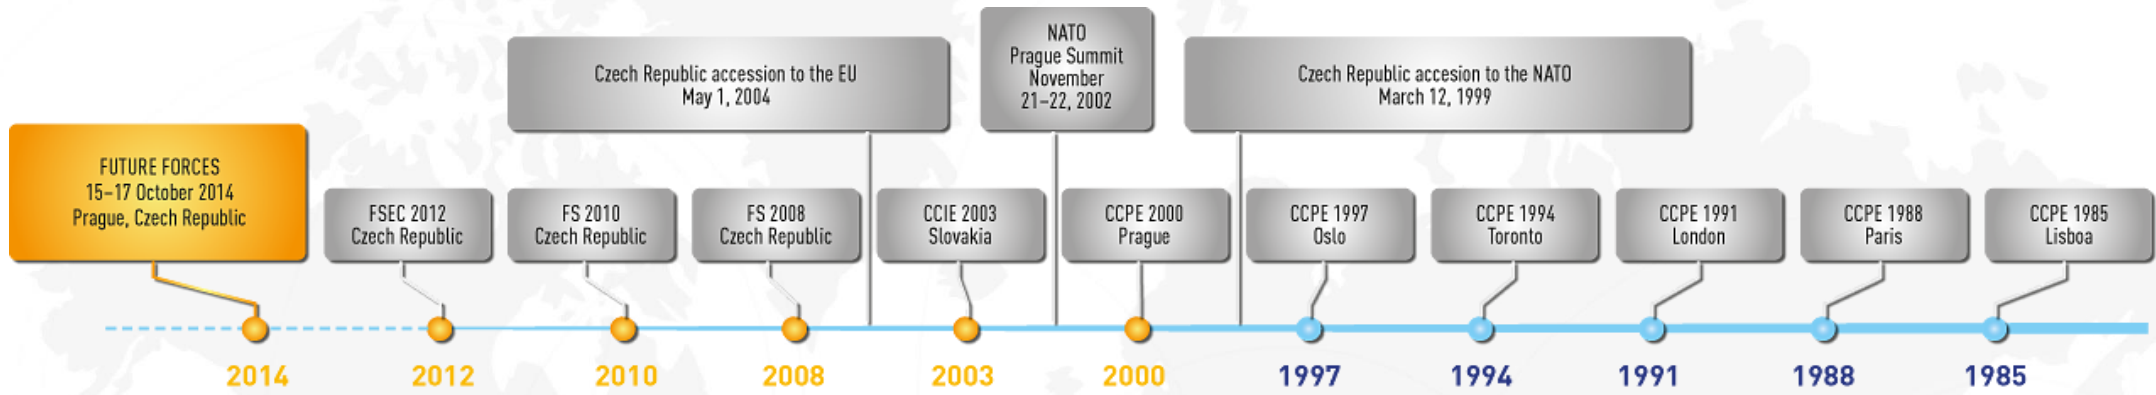 NATO
Prague Summit
November
21–22, 2002
Czech Republic accession to the EU
May 1, 2004
Czech Republic accesion to the NATO
March 12, 1999
FUTURE FORCES
15–17 October 2014
Prague, Czech Republic
FSEC 2012
Czech Republic
FS 2010
Czech Republic
FS 2008
Czech Republic
CCIE 2003
Slovakia
CCPE 2000
Prague
CCPE 1997
Oslo
CCPE 1994
Toronto
CCPE 1991
London
CCPE 1988
Paris
CCPE 1985
Lisboa
2014
2012
2010
2008
2003
2000
1997
1994
1991
1988
1985